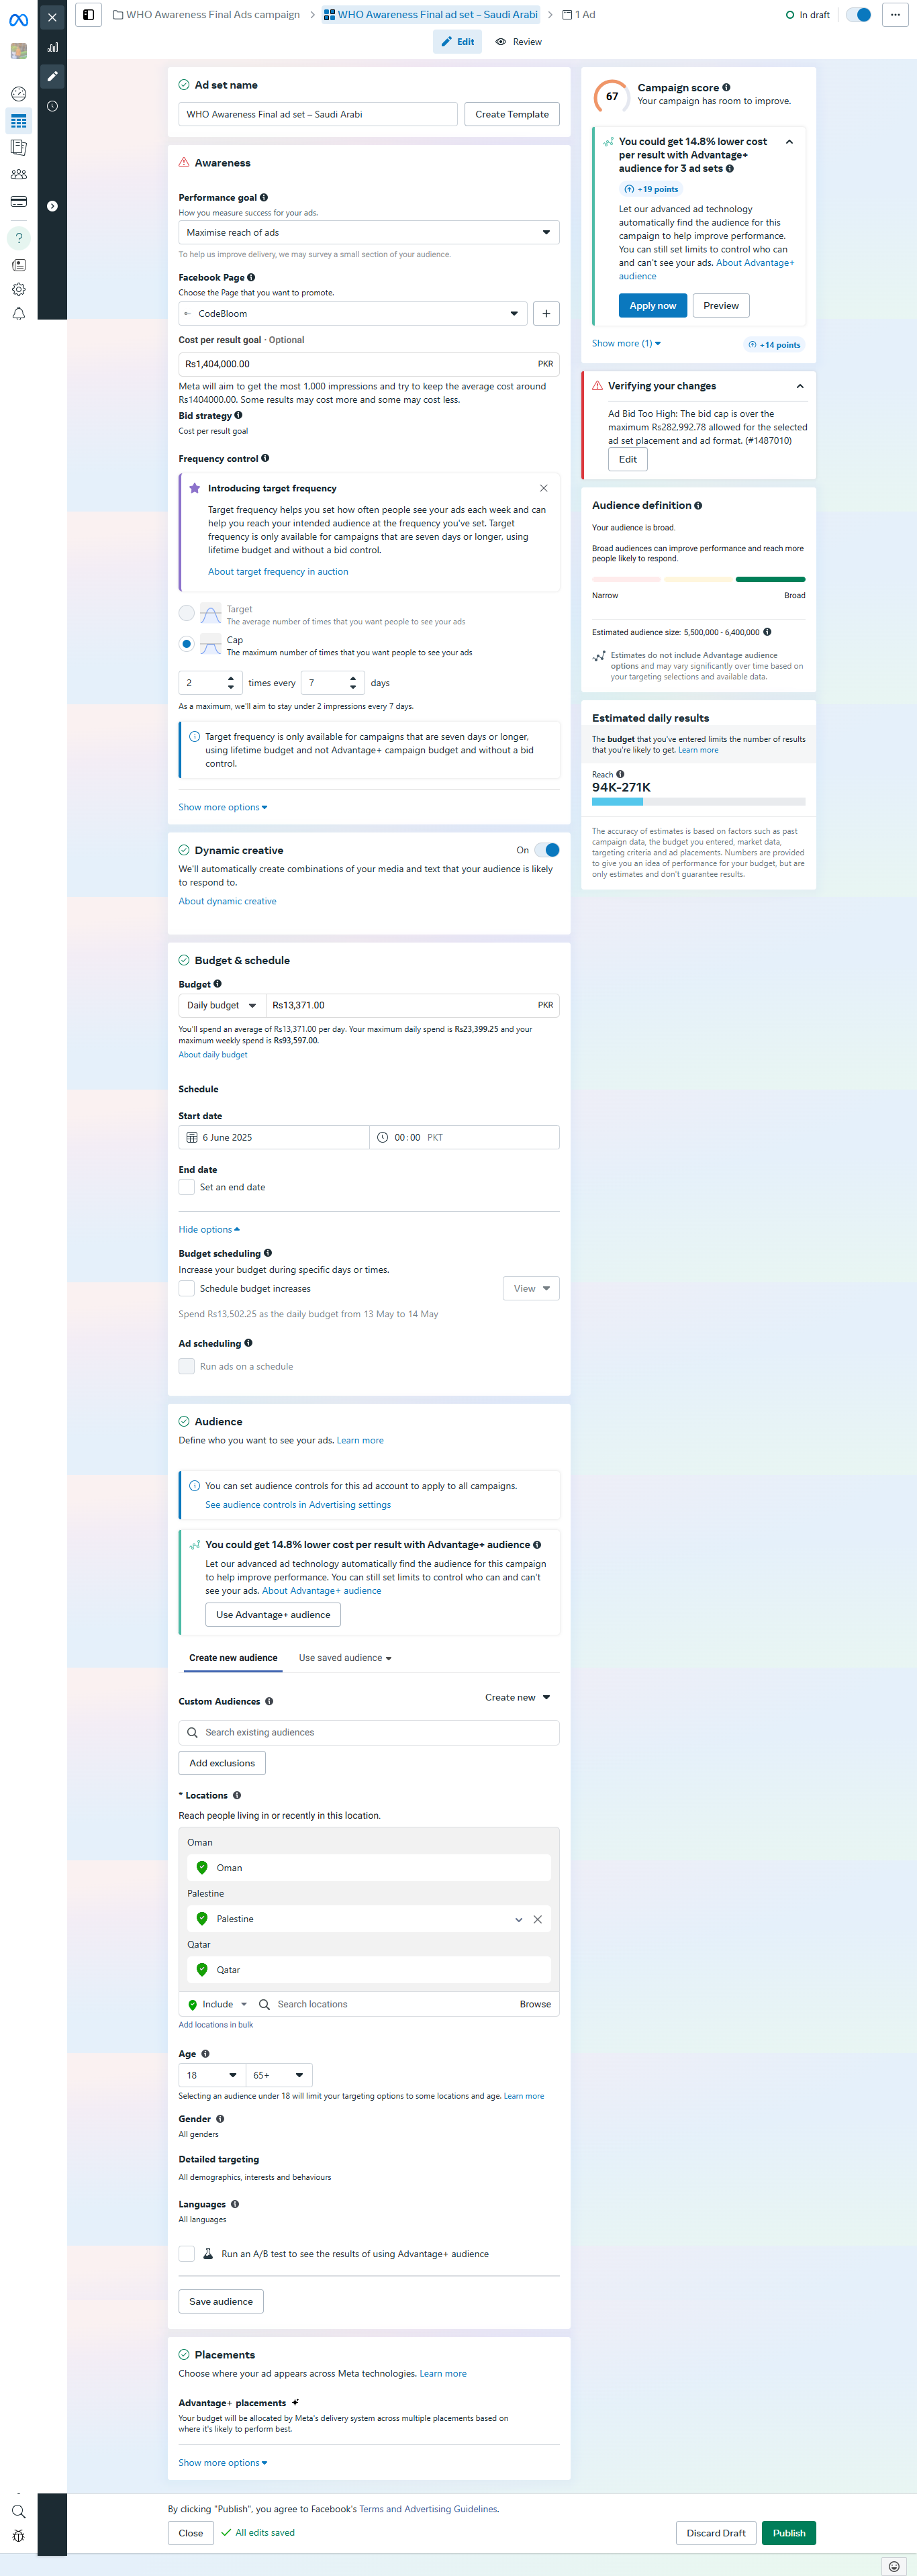 WHO Awareness Final Ads campaign
WHO Awareness Final ad set – Saudi Arabi
1 Ad
In draft
Edit
Review
Ad set name
WHO Awareness Final ad set – Saudi Arabi
Create Template
Awareness
Performance goal
How you measure success for your ads.
Maximise reach of ads
To help us improve delivery, we may survey a small section of your audience.
Facebook Page
Choose the Page that you want to promote.
CodeBloom
Cost per result goal · Optional
Rs1,404,000.00
PKR
Meta will aim to get the most 1,000 impressions and try to keep the average cost around
Rs1404000.00. Some results may cost more and some may cost less.
Bid strategy
Cost per result goal
Frequency control
Introducing target frequency
Target frequency helps you set how often people see your ads each week and can
help you reach your intended audience at the frequency you've set. Target
frequency is only available for campaigns that are seven days or longer, using
lifetime budget and without a bid control.
About target frequency in auction
Target
The average number of times that you want people to see your ads
Cap
The maximum number of times that you want people to see your ads
2
times every
7
days
As a maximum, we'll aim to stay under 2 impressions every 7 days.
Target frequency is only available for campaigns that are seven days or longer,
using lifetime budget and not Advantage+ campaign budget and without a bid
control.
Show more options
Dynamic creative
On
We'll automatically create combinations of your media and text that your audience is likely
to respond to.
About dynamic creative
Budget & schedule
Budget
Daily budget
Rs13,371.00
PKR
You'll spend an average of Rs13,371.00 per day. Your maximum daily spend is Rs23,399.25 and your
maximum weekly spend is Rs93,597.00.
About daily budget
Schedule
Start date
6 June 2025
00:00 PKT
End date
Set an end date
Hide options
Budget scheduling
Increase your budget during specific days or times.
Schedule budget increases
View
Spend Rs13,502.25 as the daily budget from 13 May to 14 May
Ad scheduling
Run ads on a schedule
Audience
Define who you want to see your ads. Learn more
You can set audience controls for this ad account to apply to all campaigns.
See audience controls in Advertising settings
You could get 14.8% lower cost per result with Advantage+ audience
Let our advanced ad technology automatically find the audience for this campaign
to help improve performance. You can still set limits to control who can and can't
see your ads. About Advantage+ audience
Use Advantage+ audience
Create new audience
Use saved audience
Custom Audiences
Create new
Search existing audiences
Add exclusions
* Locations
Reach people living in or recently in this location.
Oman
Oman
Palestine
Palestine
Qatar
Qatar
Include
Search locations
Browse
Add locations in bulk
Age
18
65+
Selecting an audience under 18 will limit your targeting options to some locations and age. Learn more
Gender
All genders
Detailed targeting
All demographics, interests and behaviours
Languages
All languages
Run an A/B test to see the results of using Advantage+ audience
Save audience
Placements
Choose where your ad appears across Meta technologies. Learn more
Advantage+ placements
Your budget will be allocated by Meta's delivery system across multiple placements based on
where it's likely to perform best.
Show more options
67
Campaign score
Your campaign has room to improve.
You could get 14.8% lower cost
per result with Advantage+
audience for 3 ad sets
+19 points
Let our advanced ad technology
automatically find the audience for this
campaign to help improve performance.
You can still set limits to control who can
and can't see your ads. About Advantage+
audience
Apply now
Preview
Show more (1)
+14 points
Verifying your changes
Ad Bid Too High: The bid cap is over the
maximum Rs282,992.78 allowed for the selected
ad set placement and ad format. (#1487010)
Edit
Audience definition
Your audience is broad.
Broad audiences can improve performance and reach more
people likely to respond.
Narrow
Broad
Estimated audience size: 5,500,000 - 6,400,000
Estimates do not include Advantage audience
options and may vary significantly over time based on
your targeting selections and available data.
Estimated daily results
The budget that you've entered limits the number of results
that you're likely to get. Learn more
Reach
94K-271K
The accuracy of estimates is based on factors such as past
campaign data, the budget you entered, market data,
targeting criteria and ad placements. Numbers are provided
to give you an idea of performance for your budget, but are
only estimates and don't guarantee results.
By clicking "Publish", you agree to Facebook's Terms and Advertising Guidelines.
Close
All edits saved
Discard Draft
Publish